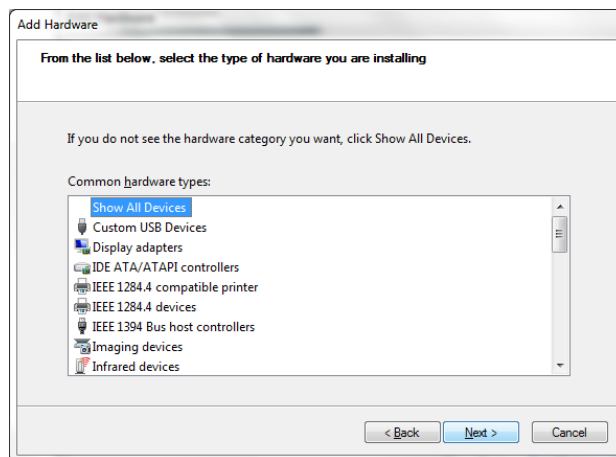 Add Hardware
From the list below, select the type of hardware you are installing
If you do not see the hardware category you want, click Show All Devices.
Common hardware types:
Show All Devices
Custom USB Devices
Display adapters
IDE ATA/ATAPI controllers
IEEE 1284.4 compatible printer
IEEE 1284.4 devices
IEEE 1394 Bus host controllers
Imaging devices
Infrared devices
< Back
Next >
Cancel